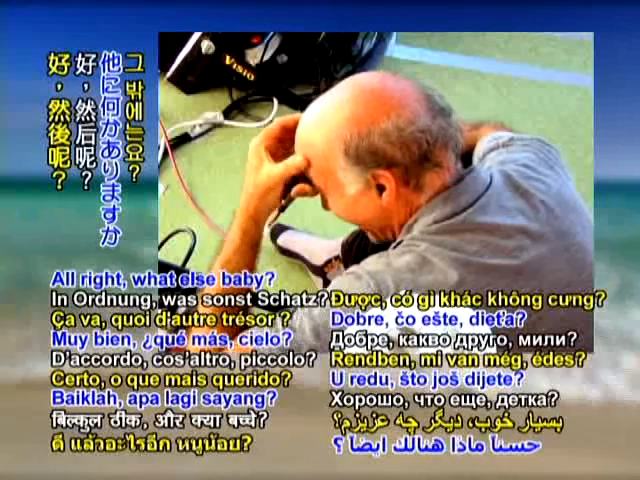 그 밖에는요?
他に何かありますか
好，然后呢？
好，然後呢？
VISIO
All right, what else baby?
In Ordnung, was sonst Schatz?
Ça va, quoi d'autre trésor ?
Muy bien, ¿qué más, cielo?
D'accordo, cos'altro, piccolo?
Certo, o que mais querido?
Baiklah, apa lagi sayang?
बिल्कुल ठीक, और क्या बच्चे?
ดี แล้วอะไรอีก หนูน้อย?
Được, có gì khác không cưng?
Dobre, čo ešte, dieťa?
Добре, какво друго, мили?
Rendben, mi van még, édes?
U redu, što još dijete?
Хорошо, что еще, детка?
بسیار خوب، دیگر چه عزیزم؟
حسناً ماذا هنالك ايضاً ؟